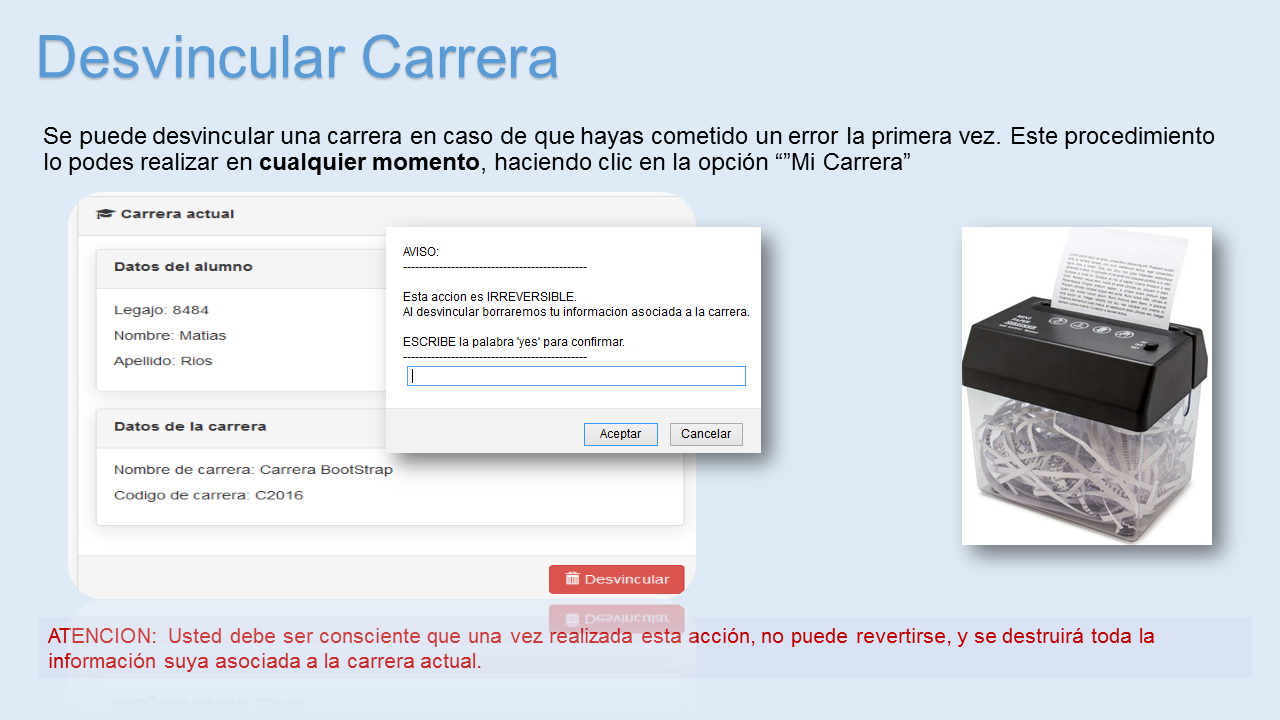 Desvincular Carrera
Se puede desvincular una carrera en caso de que hayas cometido un error la primera vez. Este procedimiento
lo podes realizar en cualquier momento, haciendo clic en la opción “”Mi Carrera”
Carrera actual
Datos del alumno
Legajo: 8484
Nombre: Matias
Apellido: Rios
Datos de la carrera
Nombre de carrera: Carrera BootStrap
Codigo de carrera: C2016
Desvincular
AVISO:
---------------------------------------------
Esta acción es IRREVERSIBLE.
Al desvincular borraremos tu informacion asociada a la carrera.
ESCRIBE la palabra 'yes' para confirmar.
---------------------------------------------
Aceptar
Cancelar
MINI
PAPER
SHREDDER
ATENCION: Usted debe ser consciente que una vez realizada esta acción, no puede revertirse, y se destruirá toda la
información suya asociada a la carrera actual.